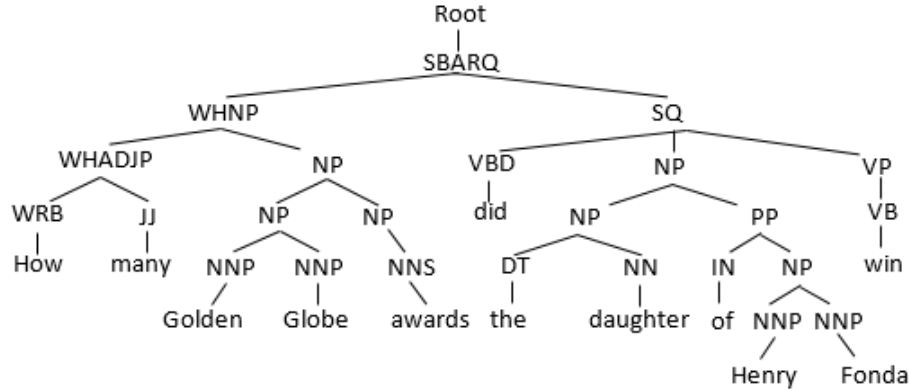 Root
SBARQ
WHNP SQ
WHADJP NP VBD NP VP
WRB JJ NP NP did NP PP VB
How many NNP NNP NNS DT NN IN NP win
Golden Globe awards the daughter of NNP NNP
Henry Fonda